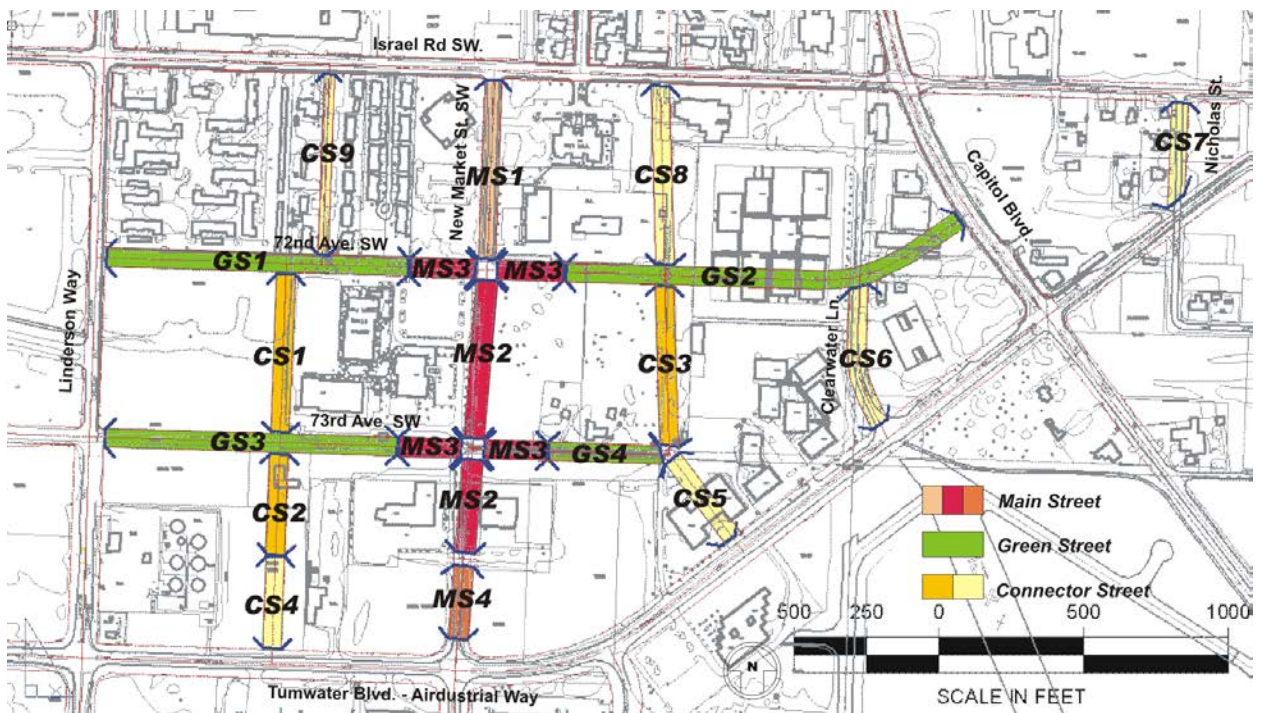 Israel Rd SW.
CS9
New Market St. SW
MS1
CS8
Capitol Blvd.
CS7
Nicholas St.
72nd Ave. SW
GS1
MS3
MS3
GS2
Linderson Way
CS1
MS2
CS3
Clearwater Ln.
CS6
73rd Ave. SW
GS3
MS3
MS3
GS4
CS2
MS2
CS5
CS4
MS4
Main Street
Green Street
Connector Street
500 250 0 500 1000
N
SCALE IN FEET
Tumwater Blvd. - Airdustrial Way